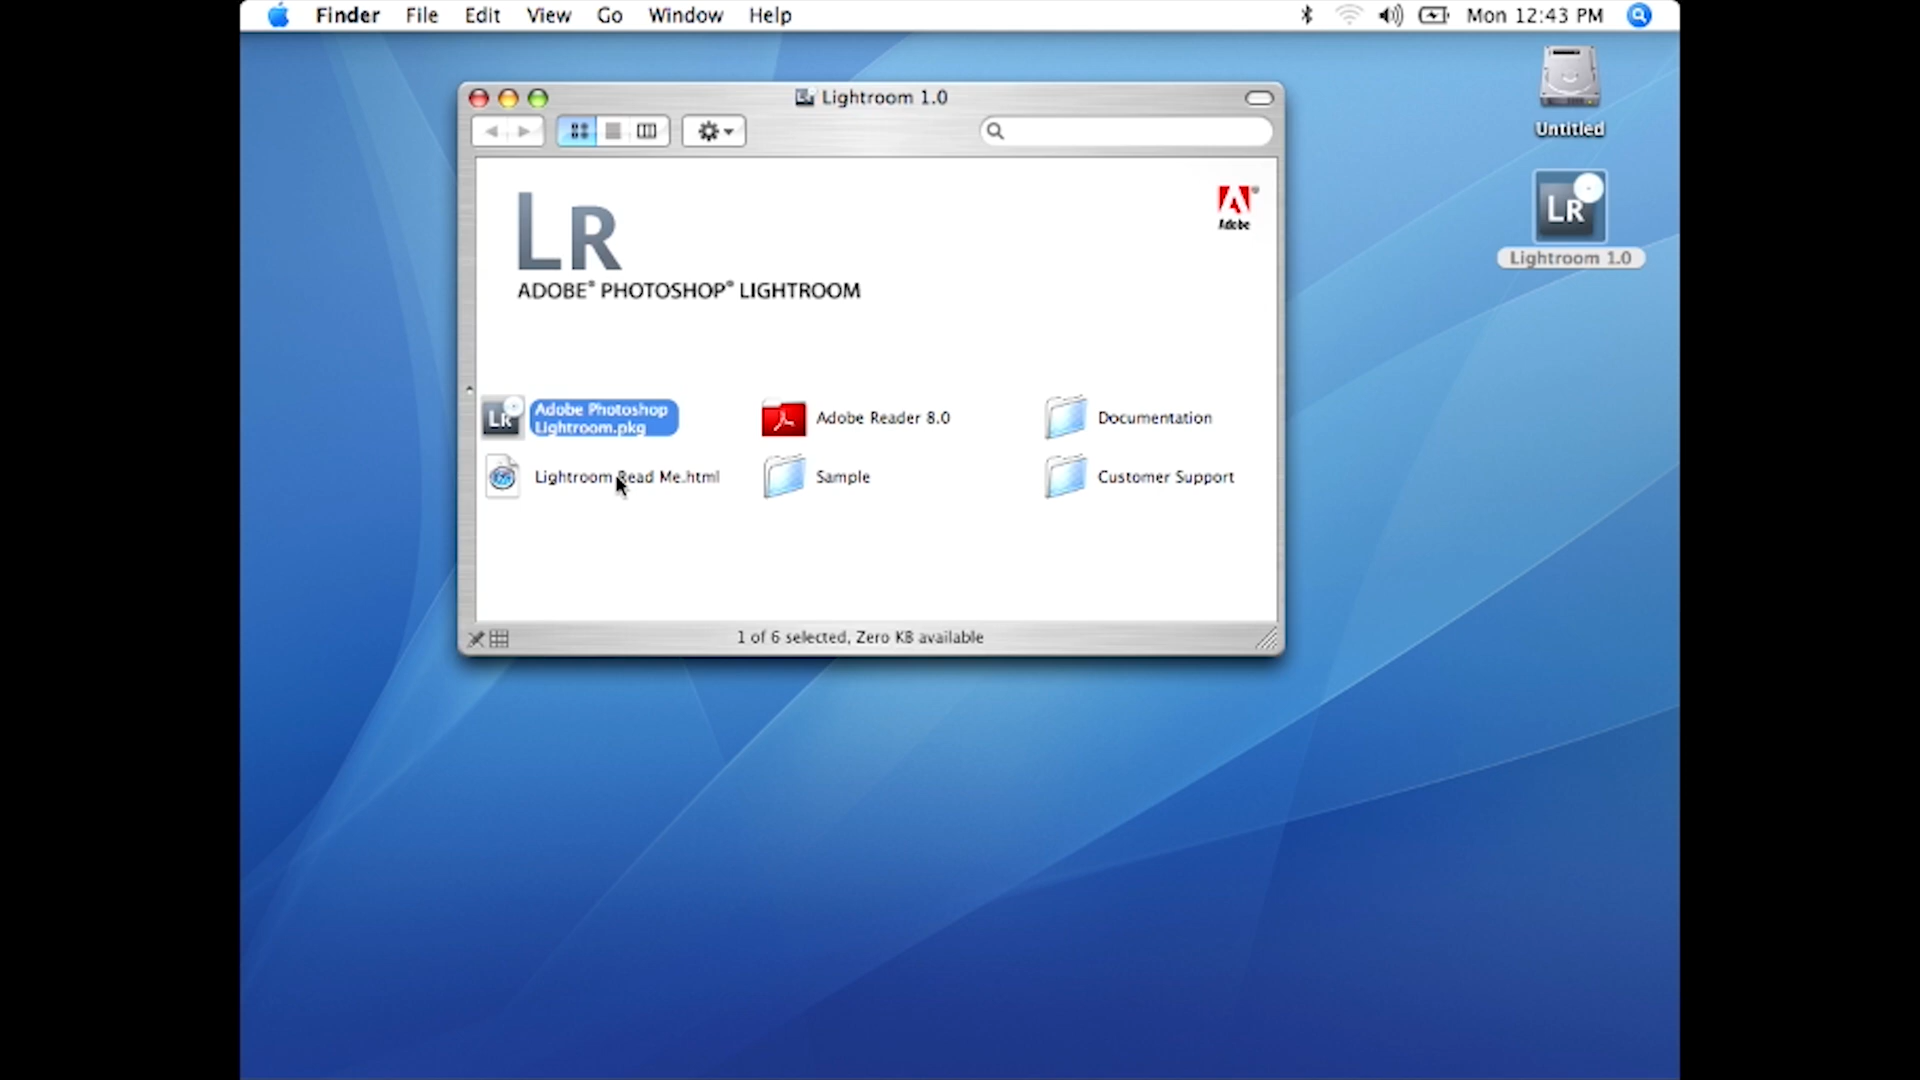 Finder File Edit View Go Window Help Mon 12:43 PM
Lightroom 1.0
Untitled
LR
Lightroom 1.0
LR
ADOBE® PHOTOSHOP® LIGHTROOM
Adobe
LR
Adobe Photoshop
Lightroom.pkg
Adobe Reader 8.0
Documentation
Lightroom Read Me.html
Sample
Customer Support
1 of 6 selected, Zero KB available